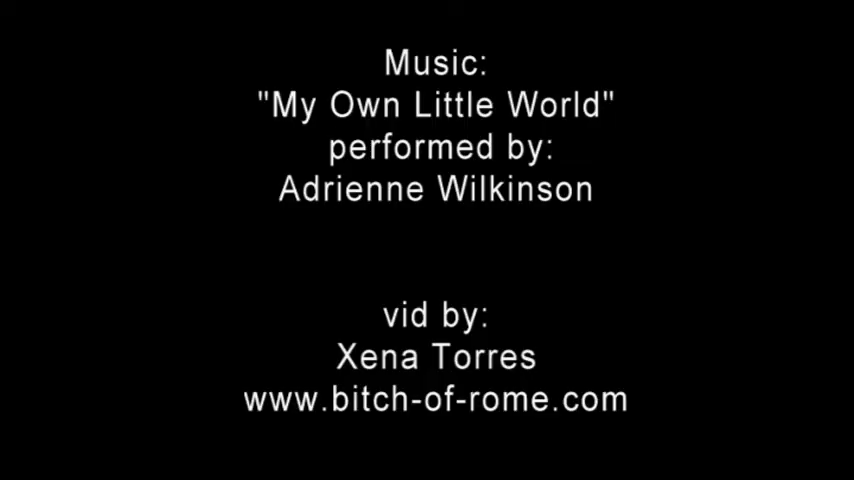 Music:
"My Own Little World"
performed by:
Adrienne Wilkinson
vid by:
Xena Torres
www.bitch-of-rome.com